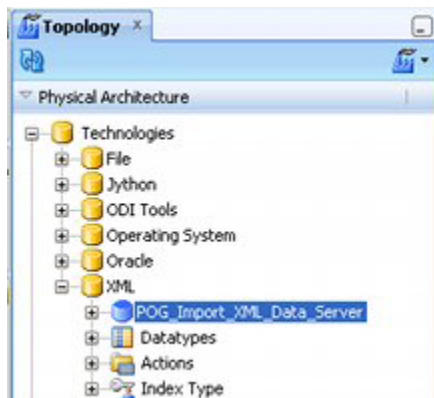 Topology
Physical Architecture
Technologies
File
Jython
ODI Tools
Operating System
Oracle
XML
POG_Import_XML_Data_Server
Datatypes
Actions
Index Type